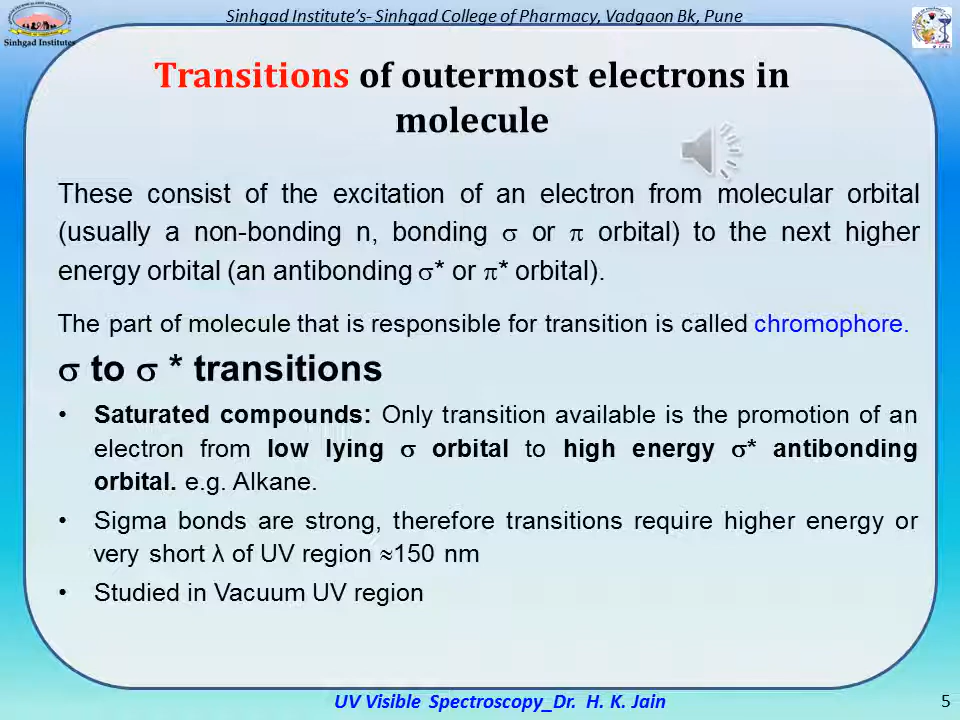 Sinhgad Institute's- Sinhgad College of Pharmacy, Vadgaon Bk, Pune
Sinhgad Institutes
Transitions of outermost electrons in
molecule
These consist of the excitation of an electron from molecular orbital
(usually a non-bonding n, bonding σ or π orbital) to the next higher
energy orbital (an antibonding σ* or π* orbital).
The part of molecule that is responsible for transition is called chromophore.
σ to σ * transitions
• Saturated compounds: Only transition available is the promotion of an
electron from low lying σ orbital to high energy σ* antibonding
orbital. e.g. Alkane.
• Sigma bonds are strong, therefore transitions require higher energy or
very short λ of UV region ≈150 nm
• Studied in Vacuum UV region
UV Visible Spectroscopy_Dr. H. K. Jain
5